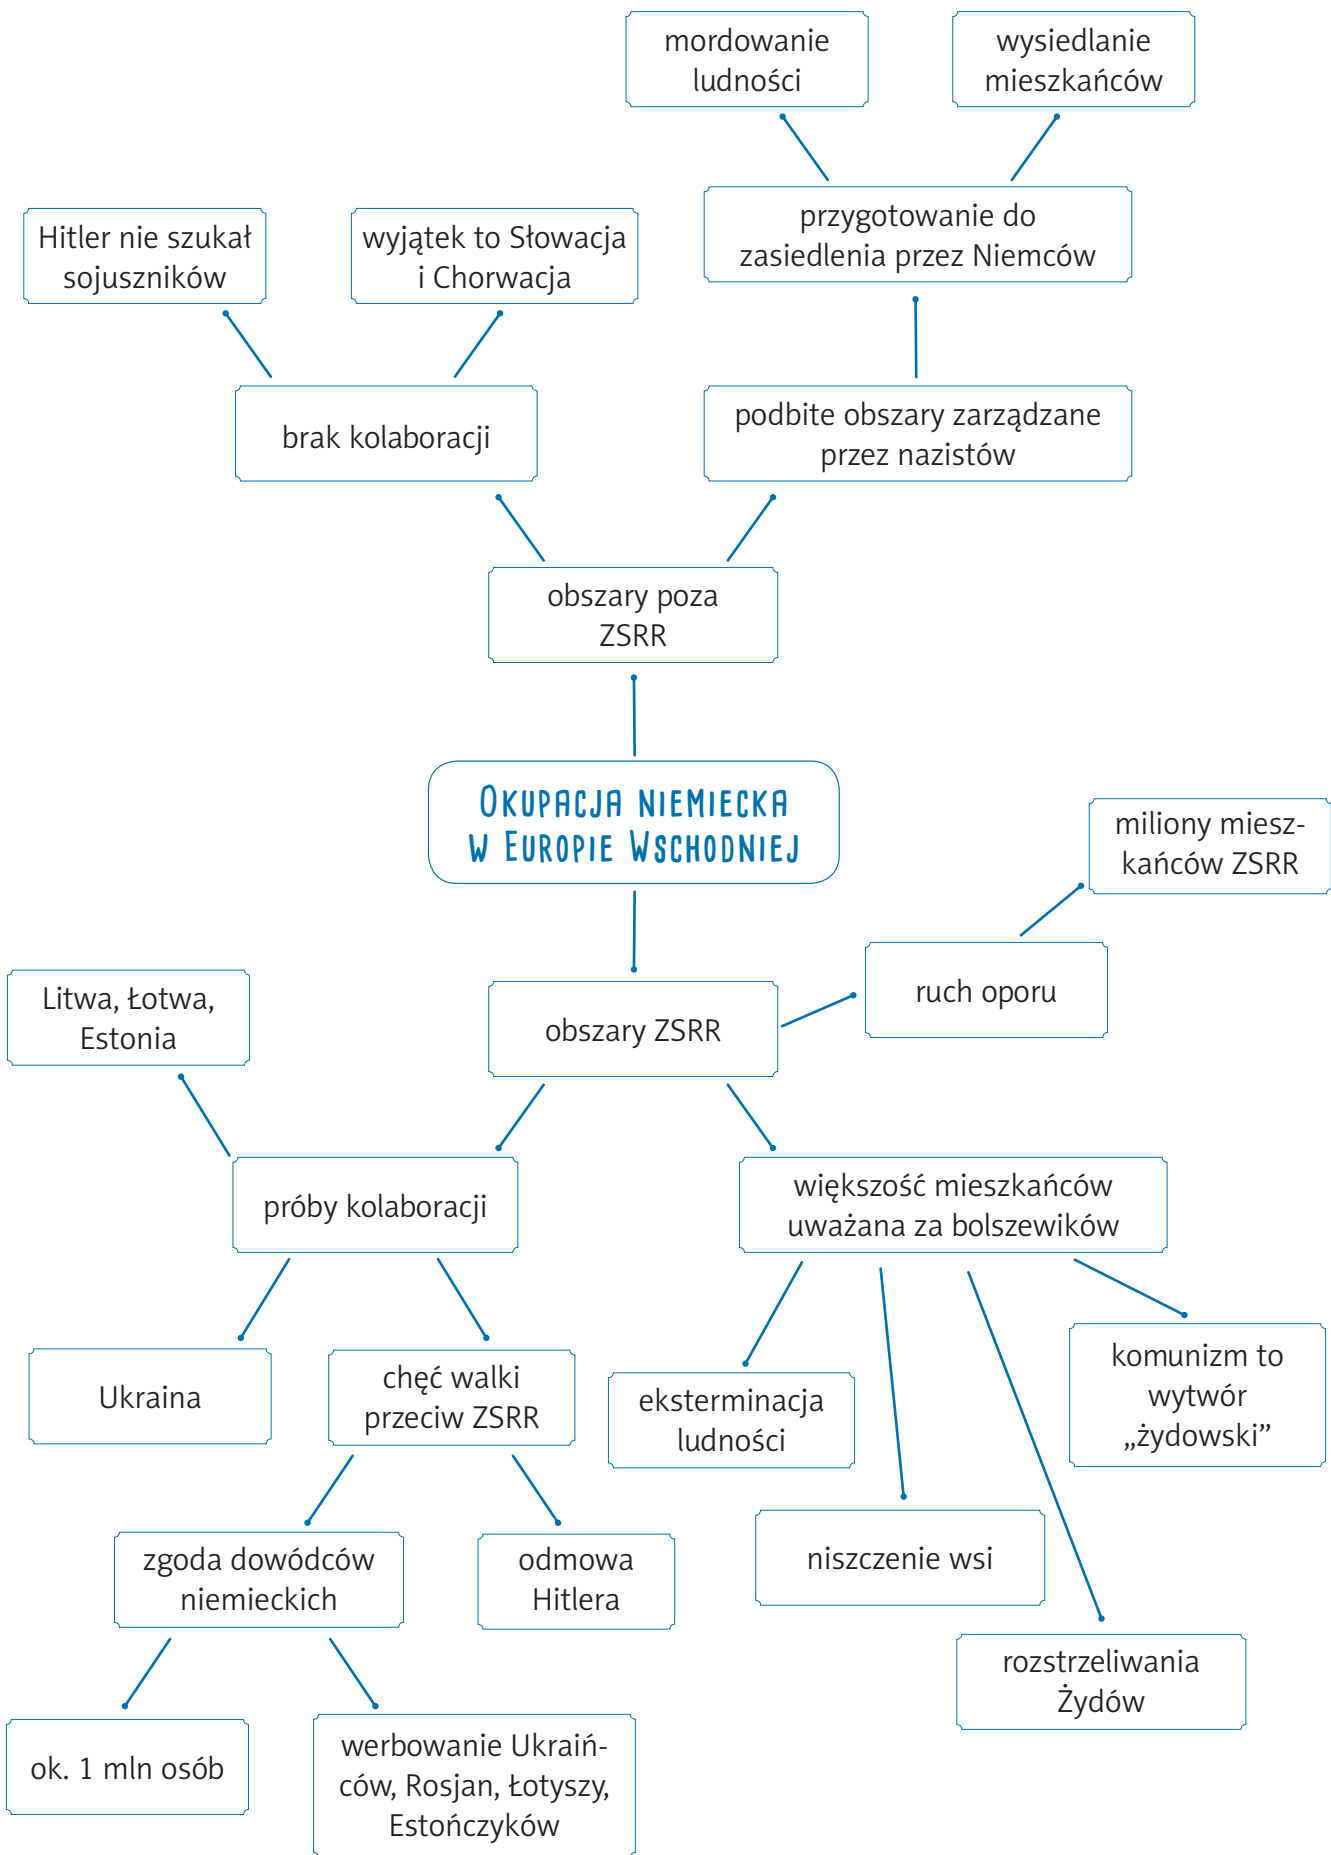 mordowanie
ludności
wysiedlanie
mieszkańców
przygotowanie do
zasiedlenia przez Niemców
Hitler nie szukał
sojuszników
wyjątek to Słowacja
i Chorwacja
brak kolaboracji
podbite obszary zarządzane
przez nazistów
obszary poza
ZSRR
OKUPACJA NIEMIECKA
W EUROPIE WSCHODNIEJ
miliony miesz-
kańców ZSRR
ruch oporu
Litwa, Łotwa,
Estonia
obszary ZSRR
próby kolaboracji
większość mieszkańców
uważana za bolszewików
Ukraina
chęć walki
przeciw ZSRR
eksterminacja
ludności
komunizm to
wytwór
„żydowski”
zgoda dowódców
niemieckich
odmowa
Hitlera
niszczenie wsi
rozstrzeliwania
Żydów
ok. 1 mln osób
werbowanie Ukraiń-
ców, Rosjan, Łotyszy,
Estończyków